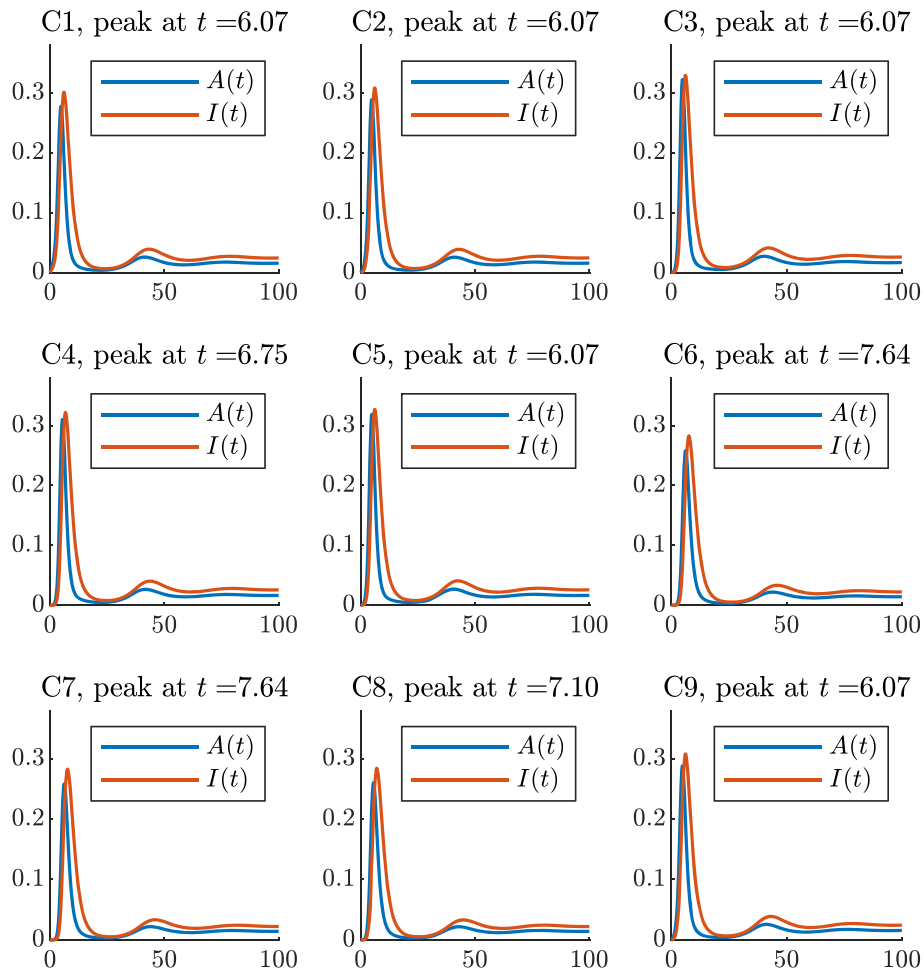 C1, peak at t =6.07
C2, peak at t =6.07
C3, peak at t =6.07
A(t)
I(t)
A(t)
I(t)
A(t)
I(t)
0.3
0.2
0.1
0
0.3
0.2
0.1
0
0.3
0.2
0.1
0
0 50 100
0 50 100
0 50 100
C4, peak at t =6.75
C5, peak at t =6.07
C6, peak at t =7.64
A(t)
I(t)
A(t)
I(t)
A(t)
I(t)
0.3
0.2
0.1
0
0.3
0.2
0.1
0
0.3
0.2
0.1
0
0 50 100
0 50 100
0 50 100
C7, peak at t =7.64
C8, peak at t =7.10
C9, peak at t =6.07
A(t)
I(t)
A(t)
I(t)
A(t)
I(t)
0.3
0.2
0.1
0
0.3
0.2
0.1
0
0.3
0.2
0.1
0
0 50 100
0 50 100
0 50 100